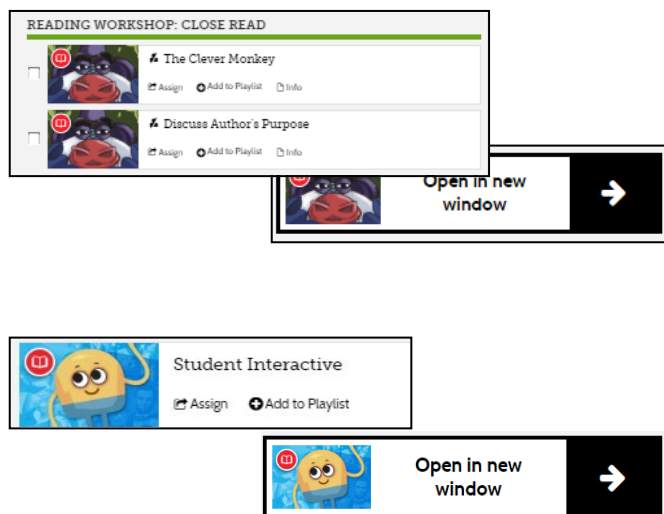 READING WORKSHOP: CLOSE READ
The Clever Monkey
Assign Add to Playlist Info
Discuss Author's Purpose
Assign Add to Playlist Info
Open in new
window
Student Interactive
Assign Add to Playlist
Open in new
window